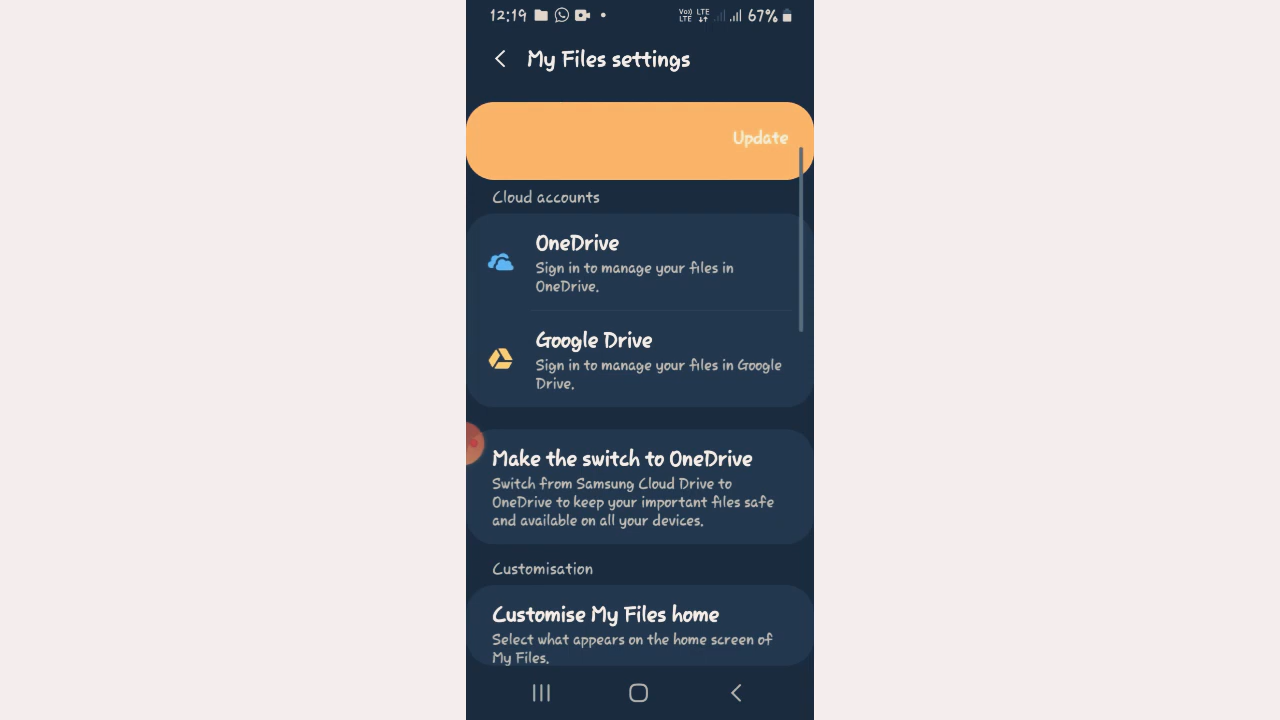 12:19
Vo)) LTE LTE 67%
My Files settings
Update
Cloud accounts
OneDrive
Sign in to manage your files in
OneDrive.
Google Drive
Sign in to manage your files in Google
Drive.
Make the switch to OneDrive
Switch from Samsung Cloud Drive to
OneDrive to keep your important files safe
and available on all your devices.
Customisation
Customise My Files home
Select what appears on the home screen of
My Files.